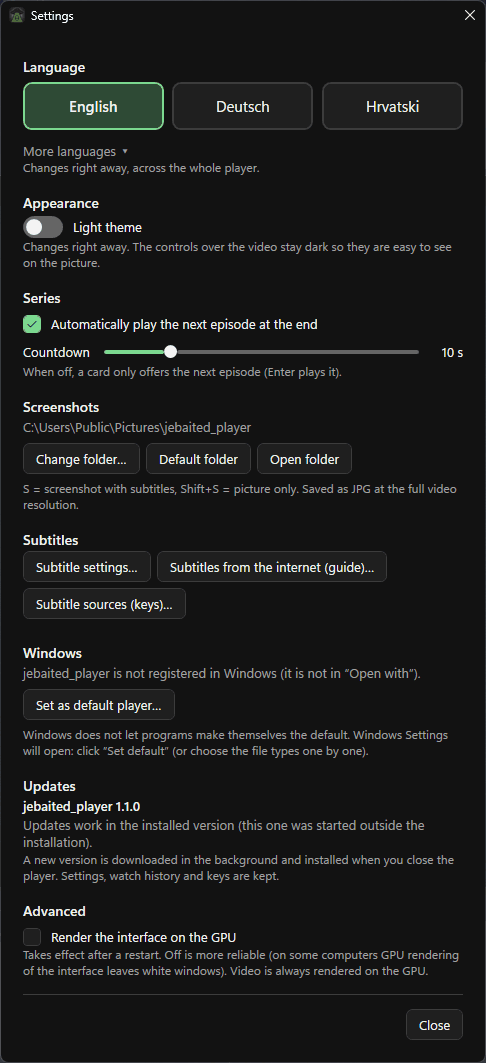 Settings
Language
English
Deutsch
Hrvatski
More languages
Changes right away, across the whole player.
Appearance
Light theme
Changes right away. The controls over the video stay dark so they are easy to see
on the picture.
Series
Automatically play the next episode at the end
Countdown
10 s
When off, a card only offers the next episode (Enter plays it).
Screenshots
C:\Users\Public\Pictures\jebaited_player
Change folder...
Default folder
Open folder
S = screenshot with subtitles, Shift+S = picture only. Saved as JPG at the full video
resolution.
Subtitles
Subtitle settings...
Subtitles from the internet (guide)...
Subtitle sources (keys)...
Windows
jebaited_player is not registered in Windows (it is not in “Open with”).
Set as default player...
Windows does not let programs make themselves the default. Windows Settings
will open: click “Set default” (or choose the file types one by one).
Updates
jebaited_player 1.1.0
Updates work in the installed version (this one was started outside the
installation).
A new version is downloaded in the background and installed when you close the
player. Settings, watch history and keys are kept.
Advanced
Render the interface on the GPU
Takes effect after a restart. Off is more reliable (on some computers GPU rendering
of the interface leaves white windows). Video is always rendered on the GPU.
Close